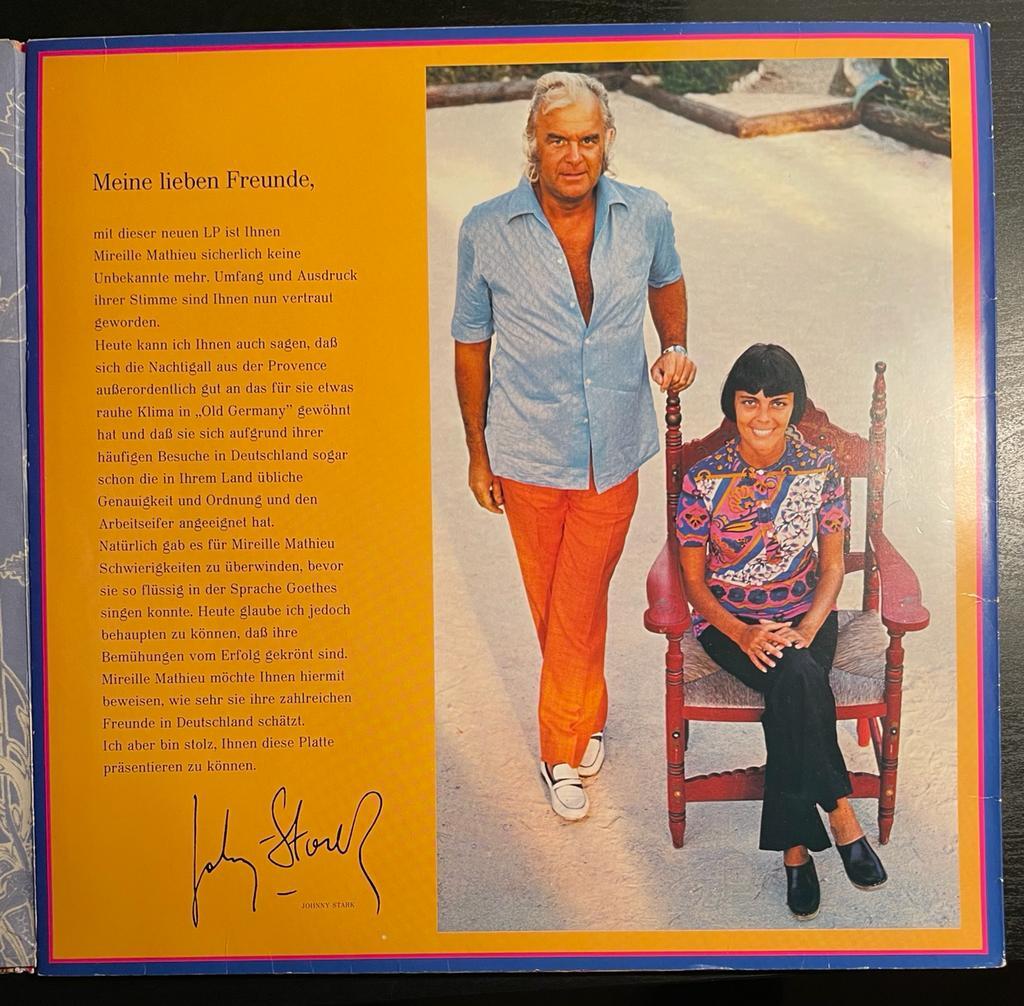 Meine lieben Freunde,
mit dieser neuen LP ist Ihnen
Mireille Mathieu sicherlich keine
Unbekannte mehr. Umfang und Ausdruck
ihrer Stimme sind Ihnen nun vertraut
geworden.
Heute kann ich Ihnen auch sagen, daß
sich die Nachtigall aus der Provence
außerordentlich gut an das für sie etwas
rauhe Klima in „Old Germany” gewöhnt
hat und daß sie sich aufgrund ihrer
häufigen Besuche in Deutschland sogar
schon die in Ihrem Land übliche
Genauigkeit und Ordnung und den
Arbeitseifer angeeignet hat.
Natürlich gab es für Mireille Mathieu
Schwierigkeiten zu überwinden, bevor
sie so flüssig in der Sprache Goethes
singen konnte. Heute glaube ich jedoch
behaupten zu können, daß ihre
Bemühungen vom Erfolg gekrönt sind.
Mireille Mathieu möchte Ihnen hiermit
beweisen, wie sehr sie ihre zahlreichen
Freunde in Deutschland schätzt.
Ich aber bin stolz, Ihnen diese Platte
präsentieren zu können.
Johnny Stark
JOHNNY STARK